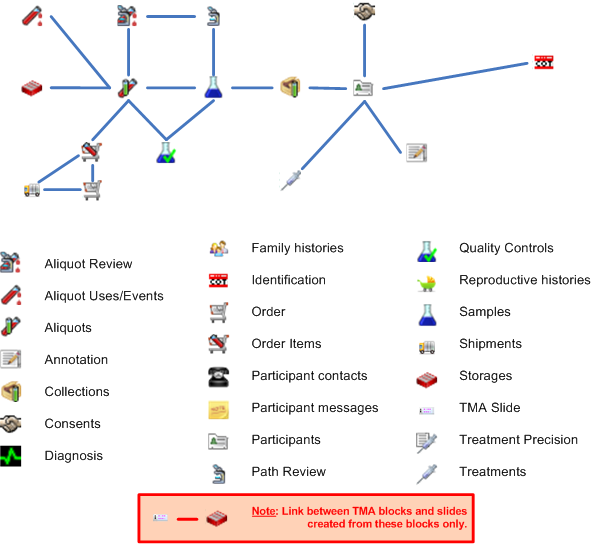 Aliquot Review
Aliquot Uses/Events
Aliquots
Annotation
Collections
Consents
Diagnosis
Family histories
Identification
Order
Order Items
Participant contacts
Participant messages
Participants
Path Review
Quality Controls
Reproductive histories
Samples
Shipments
Storages
TMA Slide
Treatment Precision
Treatments
Note: Link between TMA blocks and slides
created from these blocks only.